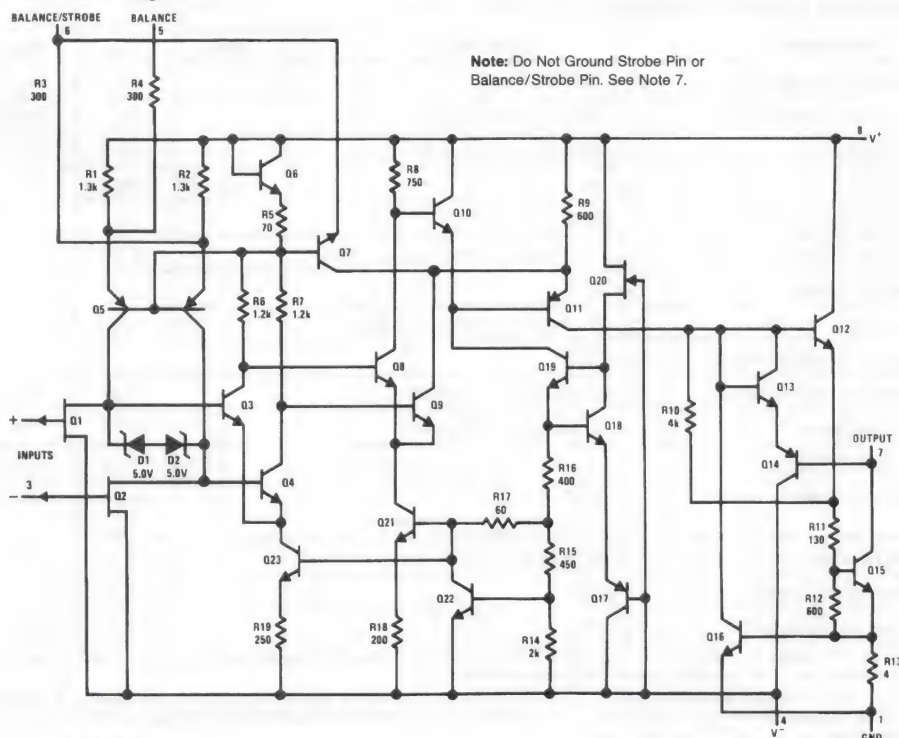 BALANCE/STROBE
6
BALANCE
5
Note: Do Not Ground Strobe Pin or
Balance/Strobe Pin. See Note 7.
R3
300
R4
300
8 V+
R1
1.3k
R2
1.3k
Q6
R5
70
R8
750
Q10
R9
600
Q7
Q20
Q5
R6
1.2k
R7
1.2k
Q11
Q12
Q8
Q19
Q3
Q9
Q18
Q13
R10
4k
+
Q1
D1
5.0V
D2
5.0V
INPUTS
OUTPUT
7
Q14
R16
400
- 3
Q2
Q4
R17
60
Q21
R11
130
Q23
R15
450
Q15
Q22
Q17
R12
600
R19
250
R18
200
R14
2k
Q16
R13
4
4
V-
1
GND